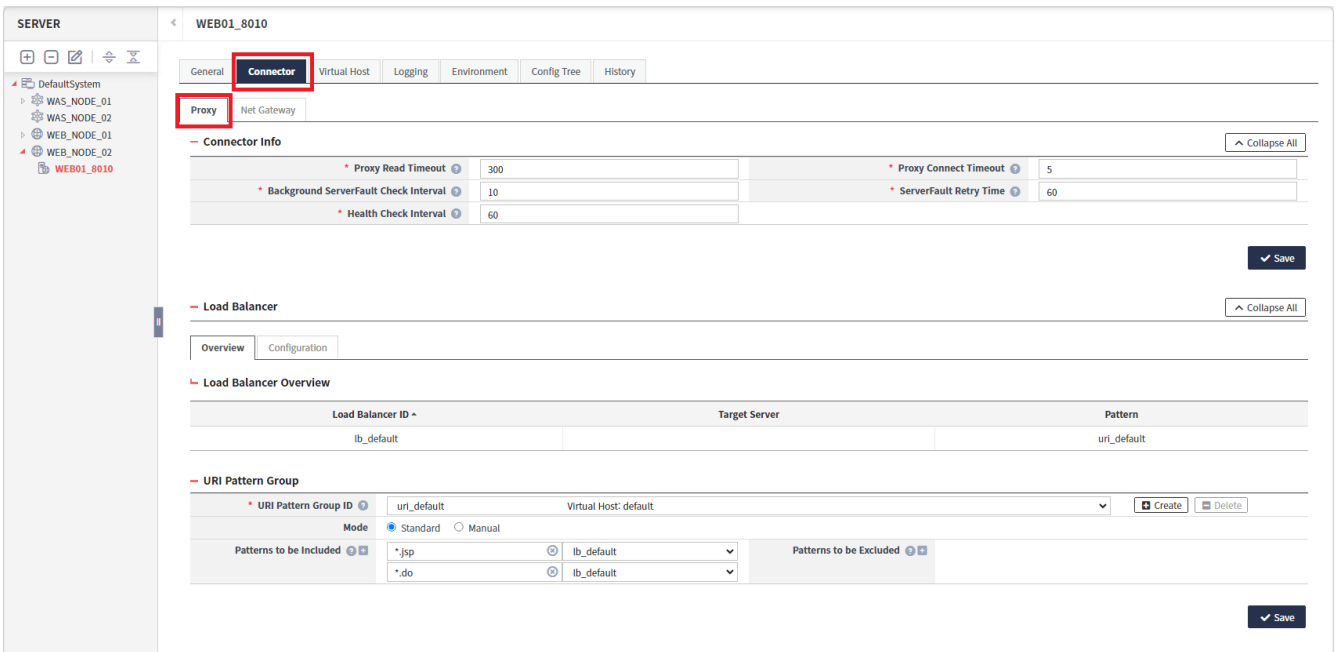 SERVER
WEB01_8010
DefaultSystem
WAS_NODE_01
WAS_NODE_02
WEB_NODE_01
WEB_NODE_02
WEB01_8010
General Connector Virtual Host Logging Environment Config Tree History
Proxy Net Gateway
Connector Info Collapse All
* Proxy Read Timeout 300 * Proxy Connect Timeout 5
* Background ServerFault Check Interval 10 * ServerFault Retry Time 60
* Health Check Interval 60
Save
Load Balancer Collapse All
Overview Configuration
Load Balancer Overview
Load Balancer ID Target Server Pattern
lb_default uri_default
URI Pattern Group
* URI Pattern Group ID uri_default Virtual Host: default Create Delete
Mode Standard Manual
Patterns to be Included *.jsp lb_default Patterns to be Excluded
*.do lb_default
Save